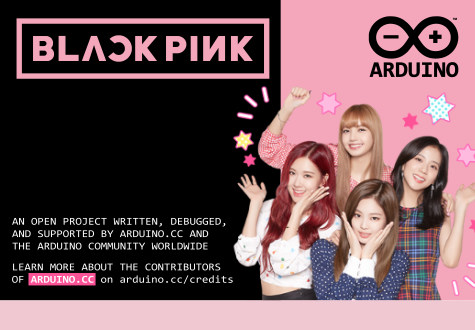 BLACKPINK
ARDUINO
AN OPEN PROJECT WRITTEN, DEBUGGED,
AND SUPPORTED BY ARDUINO.CC AND
THE ARDUINO COMMUNITY WORLDWIDE
LEARN MORE ABOUT THE CONTRIBUTORS
OF ARDUINO.CC on arduino.cc/credits